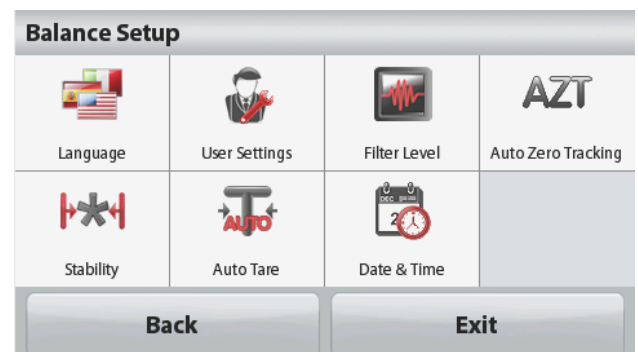 Balance Setup
AZT
Language
User Settings
Filter Level
Auto Zero Tracking
AUTO
DEC
2
Stability
Auto Tare
Date & Time
Back
Exit